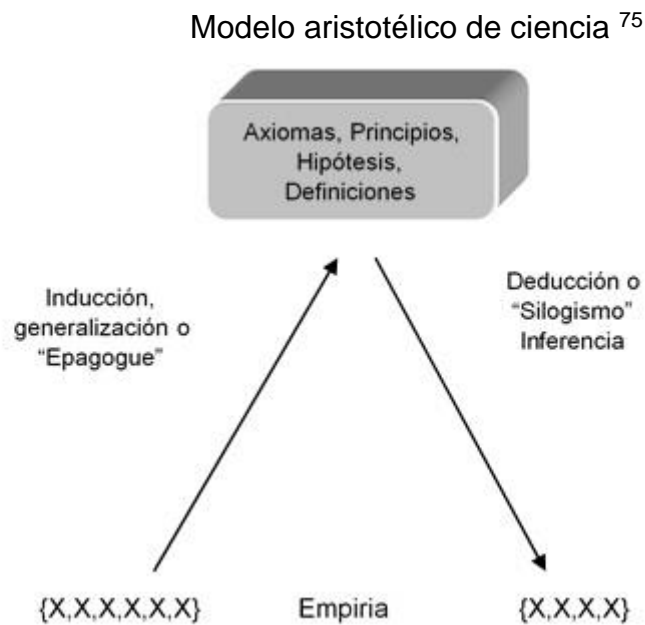 Modelo aristotélico de ciencia 75
Axiomas, Principios,
Hipótesis,
Definiciones
Inducción,
generalización o
“Epagogue”
Deducción o
“Silogismo”
Inferencia
{X,X,X,X,X,X}
Empiria
{X,X,X,X}